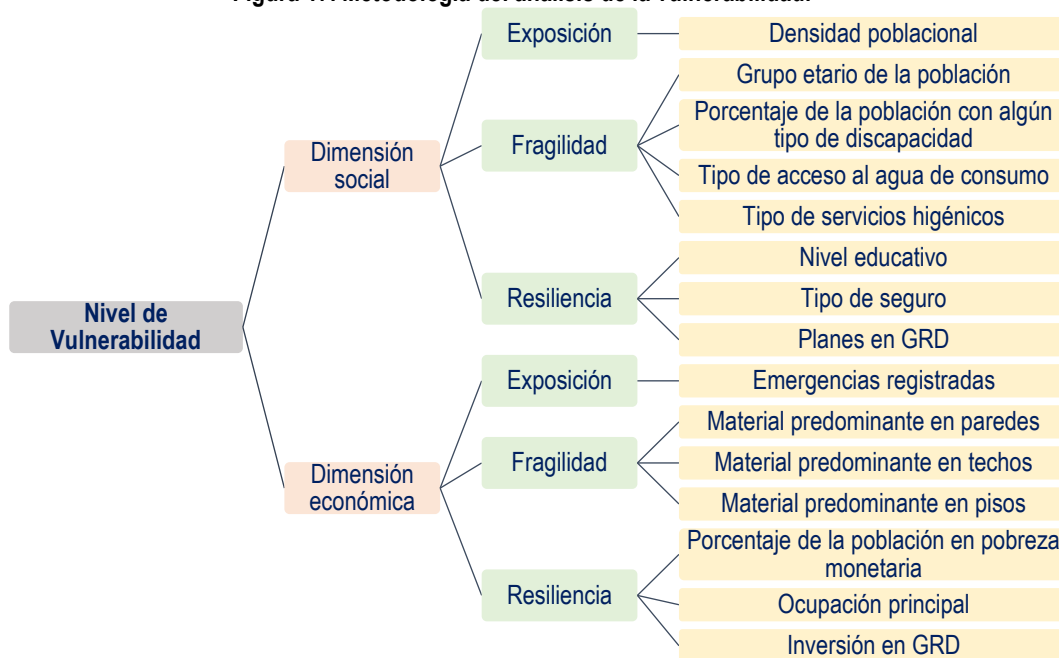 Figura 17. Metodología del análisis de la vulnerabilidad.
Exposición
Densidad poblacional
Grupo etario de la población
Dimensión
social
Fragilidad
Porcentaje de la población con algún
tipo de discapacidad
Tipo de acceso al agua de consumo
Tipo de servicios higénicos
Resiliencia
Nivel educativo
Tipo de seguro
Planes en GRD
Nivel de
Vulnerabilidad
Exposición
Emergencias registradas
Dimensión
económica
Fragilidad
Material predominante en paredes
Material predominante en techos
Material predominante en pisos
Resiliencia
Porcentaje de la población en pobreza
monetaria
Ocupación principal
Inversión en GRD